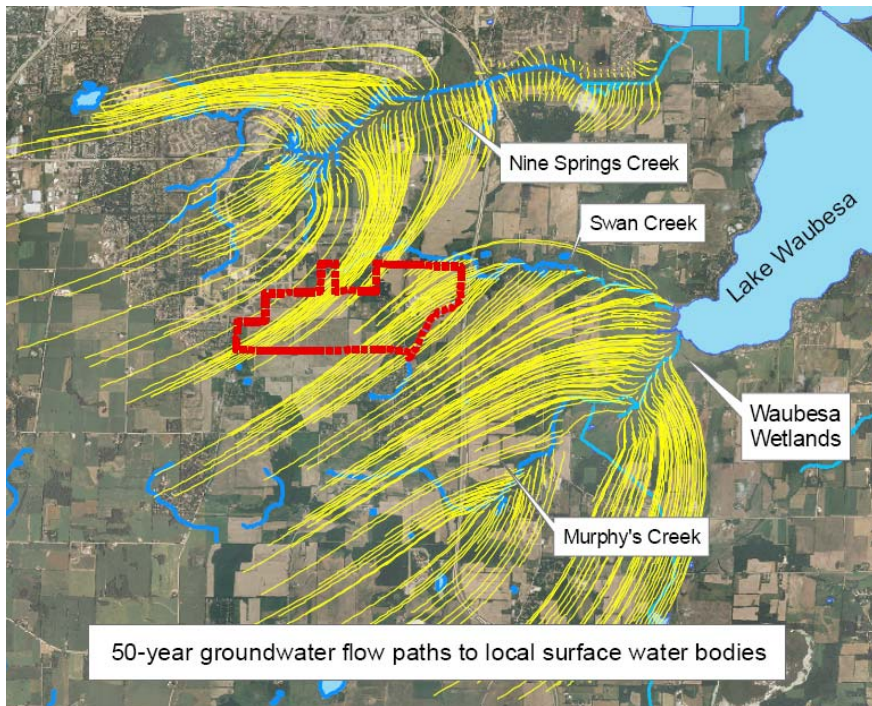 Nine Springs Creek
Swan Creek
Lake Waubesa
Waubesa
Wetlands
Murphy's Creek
50-year groundwater flow paths to local surface water bodies